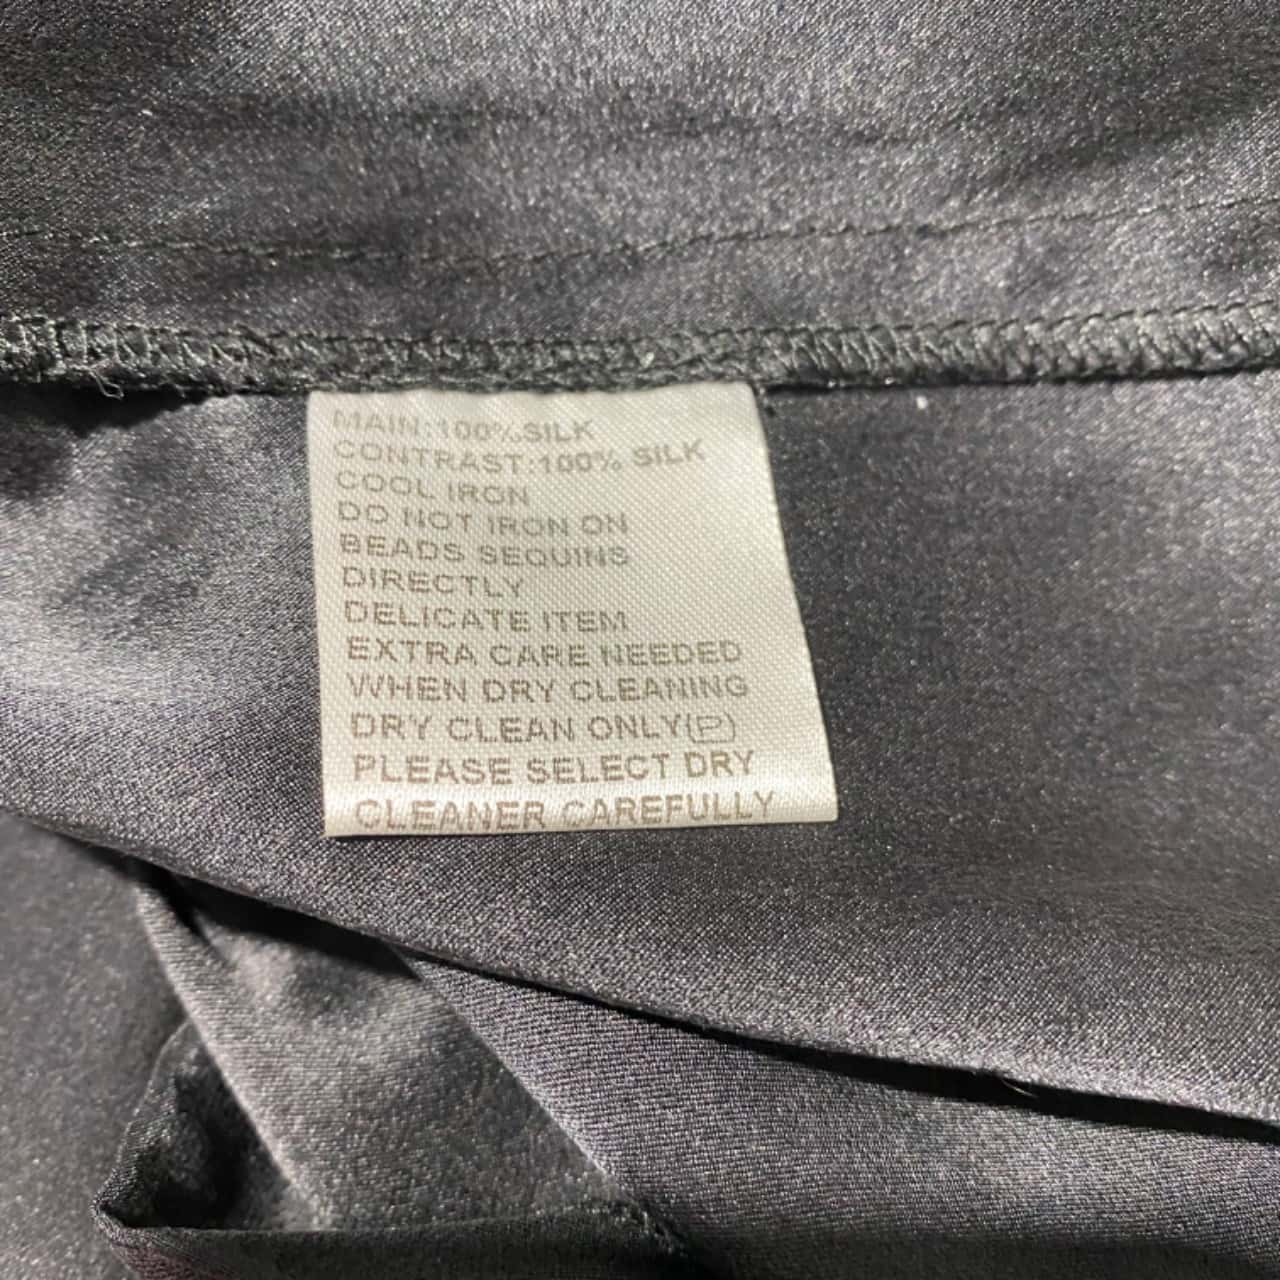 MAIN:100%SILK
CONTRAST:100% SILK
COOL IRON
DO NOT IRON ON
BEADS SEQUINS
DIRECTLY
DELICATE ITEM
EXTRA CARE NEEDED
WHEN DRY CLEANING
DRY CLEAN ONLY(P)
PLEASE SELECT DRY
CLEANER CAREFULLY